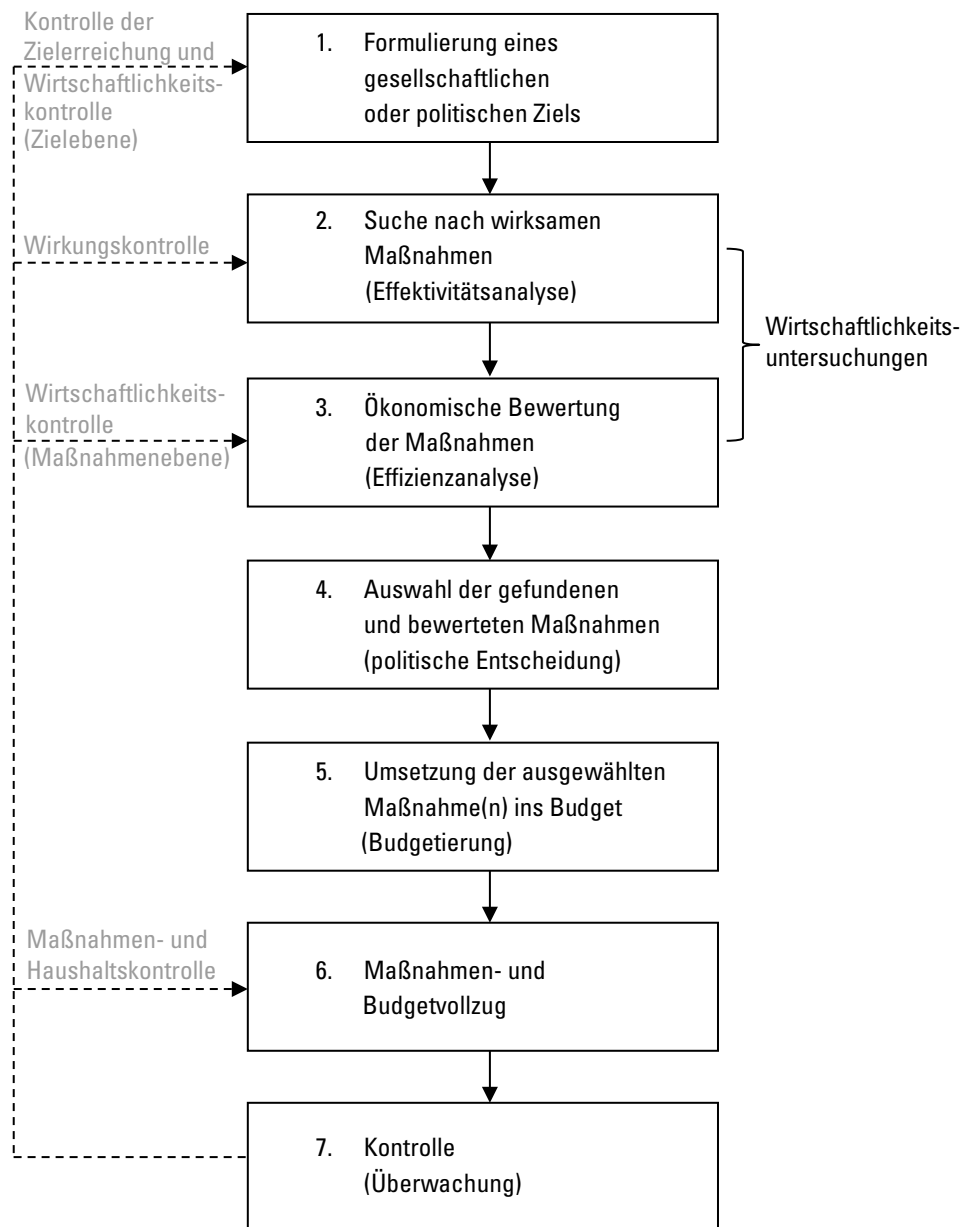 Kontrolle der
Zielerreichung und
Wirtschaftlichkeits-
kontrolle
(Zielebene)
1. Formulierung eines
gesellschaftlichen
oder politischen Ziels
Wirkungskontrolle
2. Suche nach wirksamen
Maßnahmen
(Effektivitätsanalyse)
Wirtschaftlichkeits-
untersuchungen
Wirtschaftlichkeits-
kontrolle
(Maßnahmenebene)
3. Ökonomische Bewertung
der Maßnahmen
(Effizienzanalyse)
4. Auswahl der gefundenen
und bewerteten Maßnahmen
(politische Entscheidung)
5. Umsetzung der ausgewählten
Maßnahme(n) ins Budget
(Budgetierung)
Maßnahmen- und
Haushaltskontrolle
6. Maßnahmen- und
Budgetvollzug
7. Kontrolle
(Überwachung)